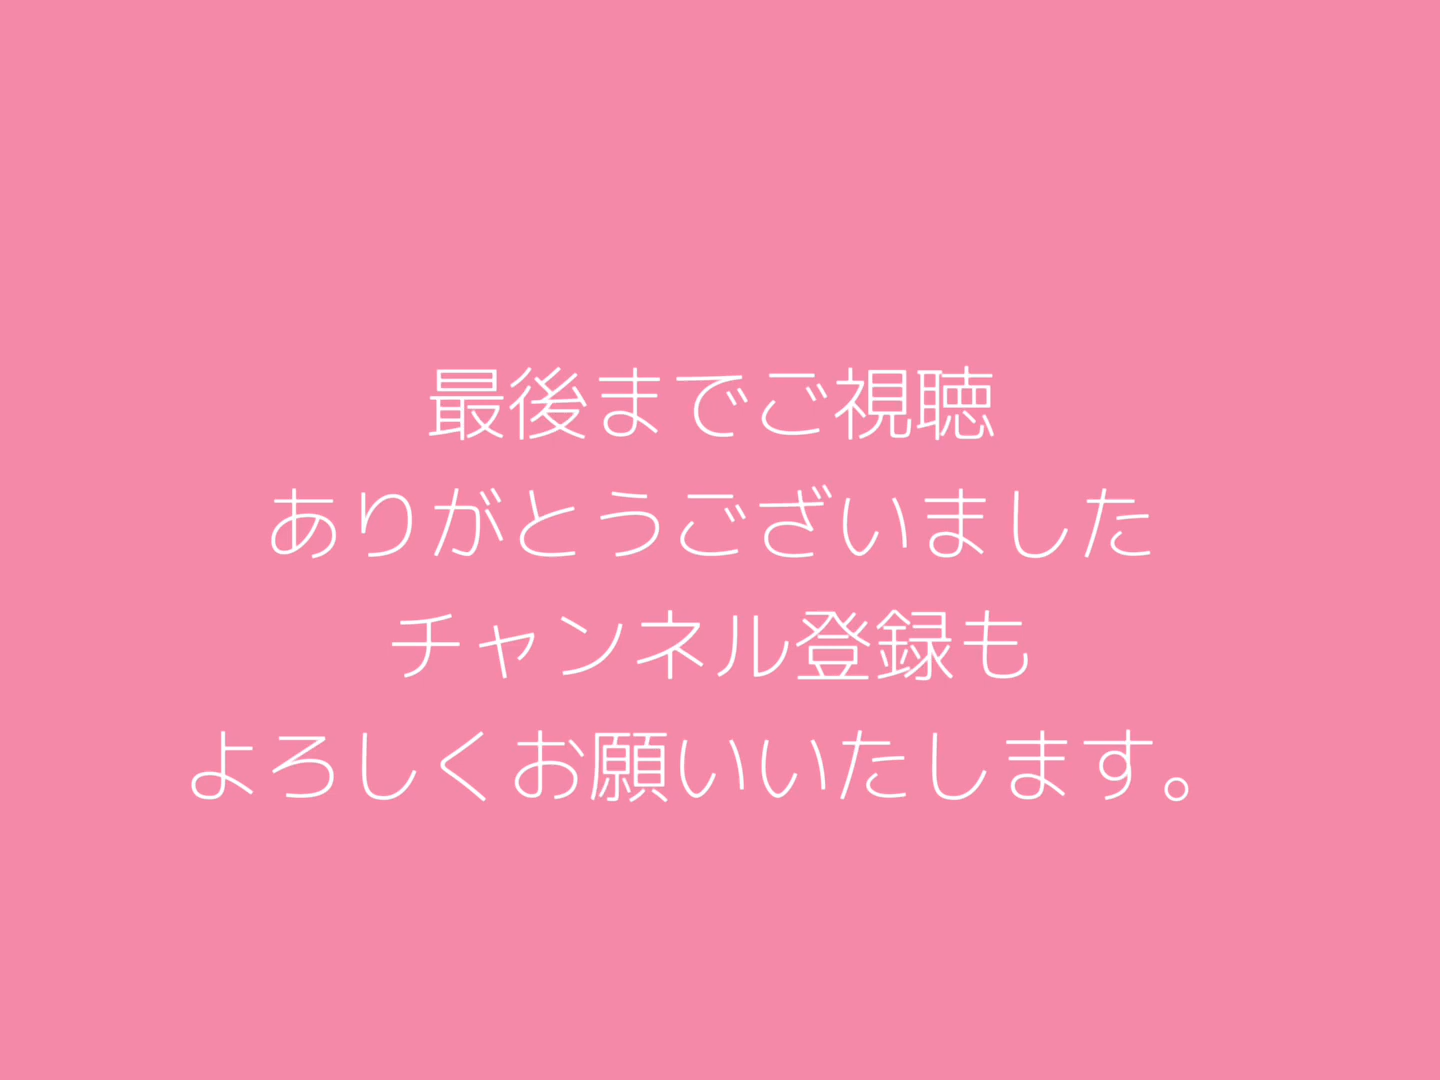 最後までご視聴
ありがとうございました
チャンネル登録も
よろしくお願いいたします。